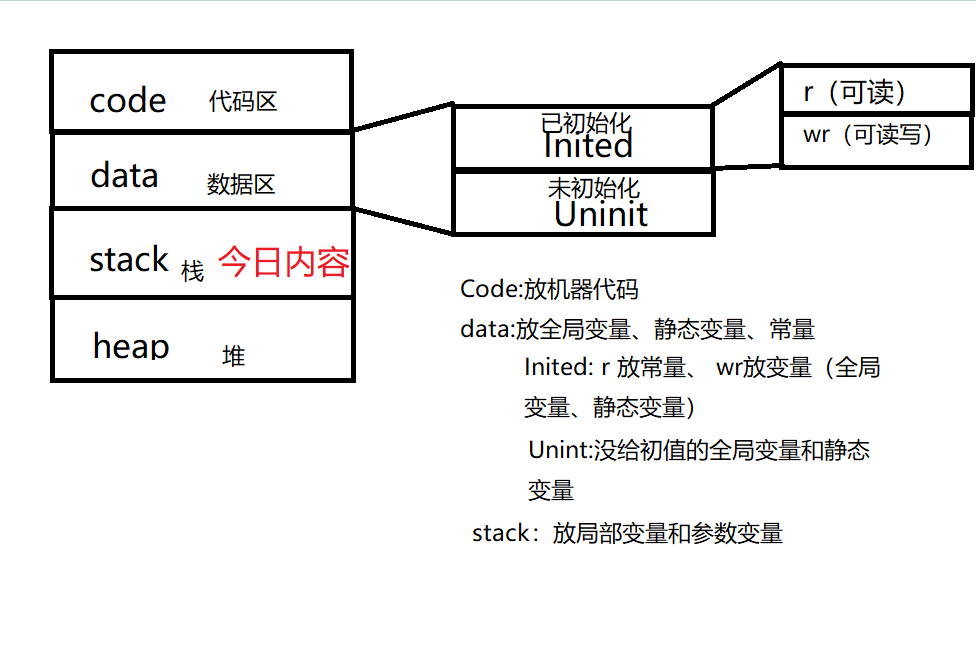 code 代码区
data 数据区
stack 栈 今日内容
heap 堆
已初始化
Inited
未初始化
Uninit
r（可读）
wr（可读写）
Code:放机器代码
data:放全局变量、静态变量、常量
Inited: r 放常量、 wr放变量（全局
变量、静态变量）
Unint:没给初值的全局变量和静态
变量
stack：放局部变量和参数变量